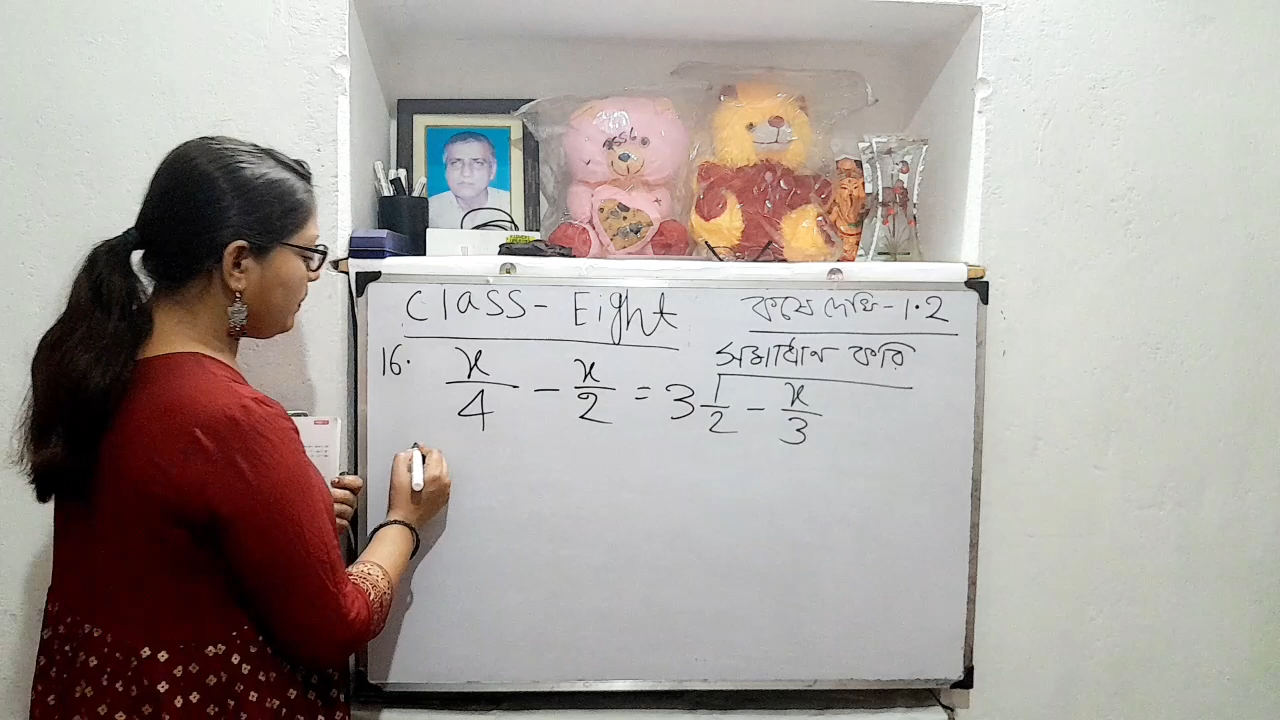 Class - Eight
কষে দেখি - 1.2
সমাধান করি
16. x/4 - x/2 = 3 1/2 - x/3